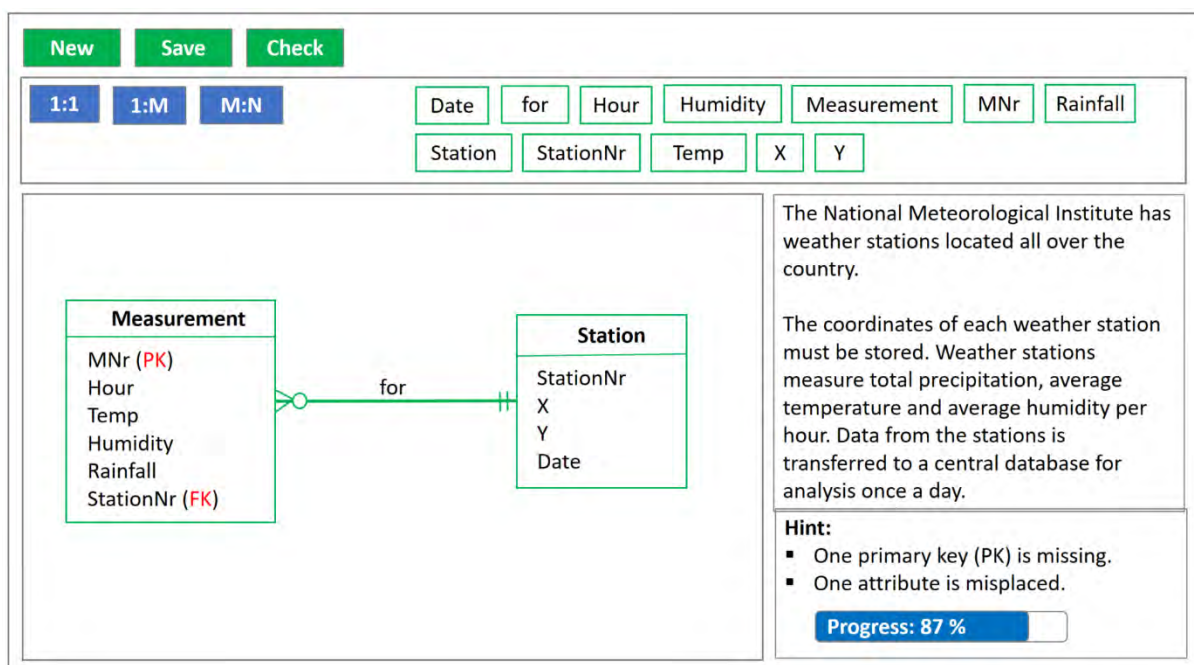 New Save Check
1:1 1:M M:N
Date for Hour Humidity Measurement MNr Rainfall
Station StationNr Temp X Y
Measurement
MNr (PK)
Hour
Temp
Humidity
Rainfall
StationNr (FK)
for
Station
StationNr
X
Y
Date
The National Meteorological Institute has
weather stations located all over the
country.
The coordinates of each weather station
must be stored. Weather stations
measure total precipitation, average
temperature and average humidity per
hour. Data from the stations is
transferred to a central database for
analysis once a day.
Hint:
▪ One primary key (PK) is missing.
▪ One attribute is misplaced.
Progress: 87 %